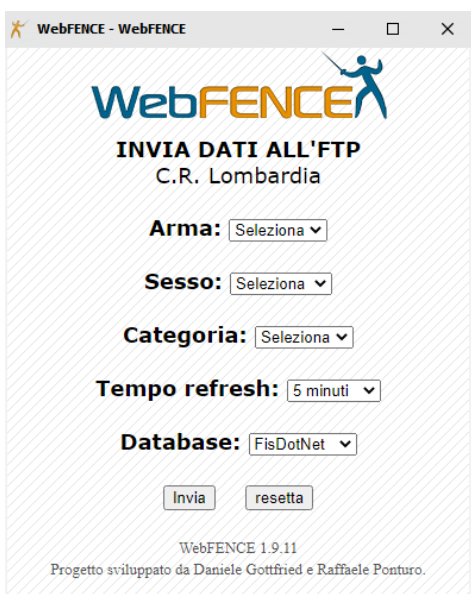 WebFENCE - WebFENCE
WebFENCE
INVIA DATI ALL'FTP
C.R. Lombardia
Arma: Seleziona
Sesso: Seleziona
Categoria: Seleziona
Tempo refresh: 5 minuti
Database: FisDotNet
Invia resetta
WebFENCE 1.9.11
Progetto sviluppato da Daniele Gottfried e Raffaele Ponturo.